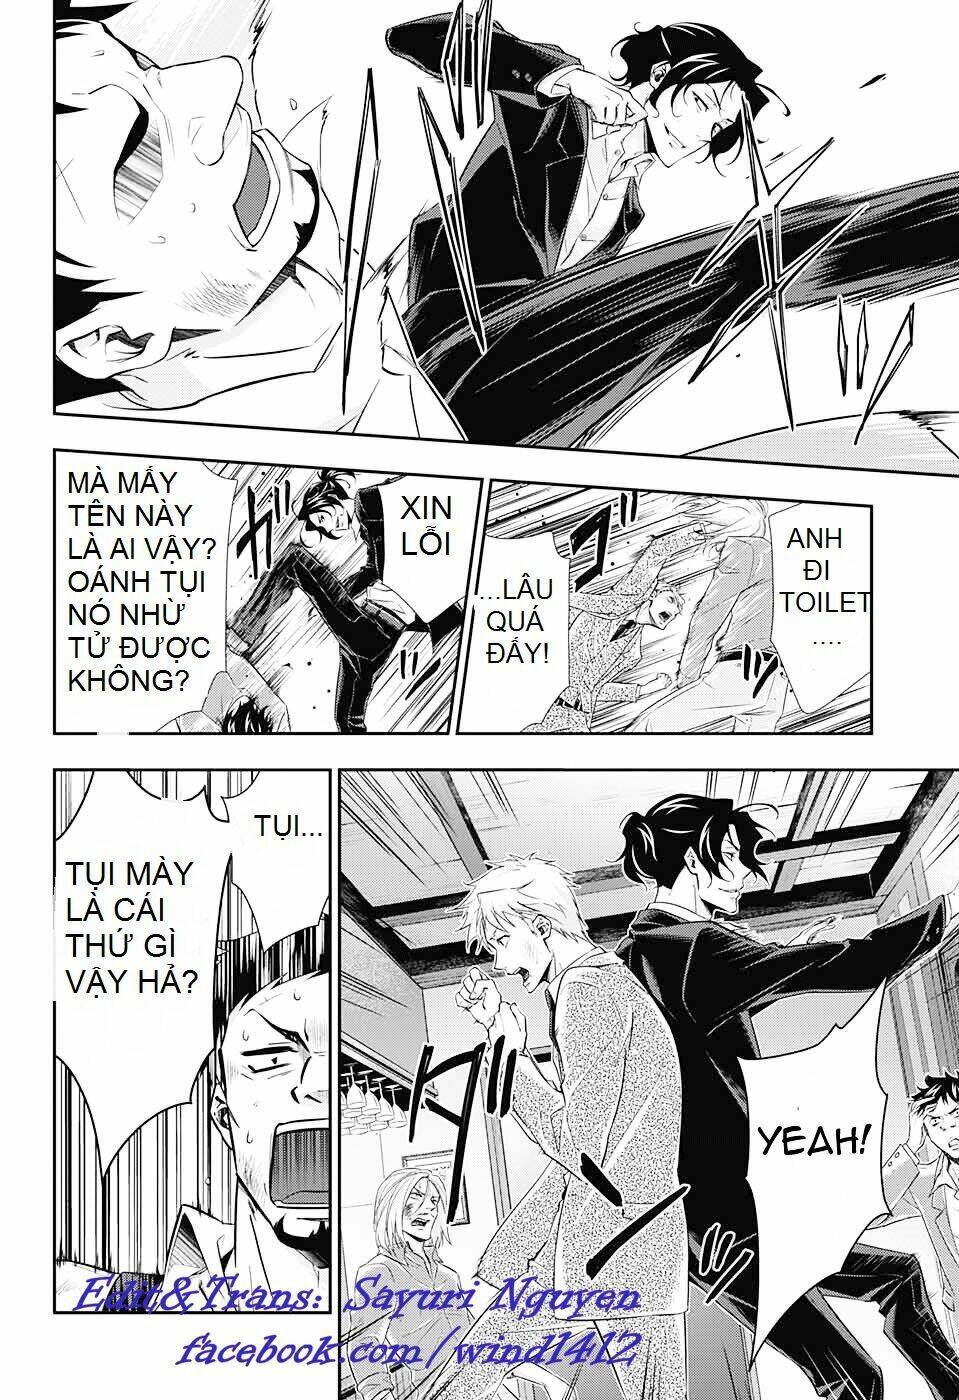 ANH
ĐI
TOILET
....
...LÂU
QUÁ
ĐẤY!
XIN
LỖI
MÀ MẤY
TÊN NÀY
LÀ AI VẬY?
OÁNH TỤI
NÓ NHỪ
TỬ ĐƯỢC
KHÔNG?
YEAH!
TỤI...
TỤI MÀY
LÀ CÁI
THỨ GÌ
VẬY HẢ?
Edit&Trans: Sayuri Nguyen
facebook.com/wind1412